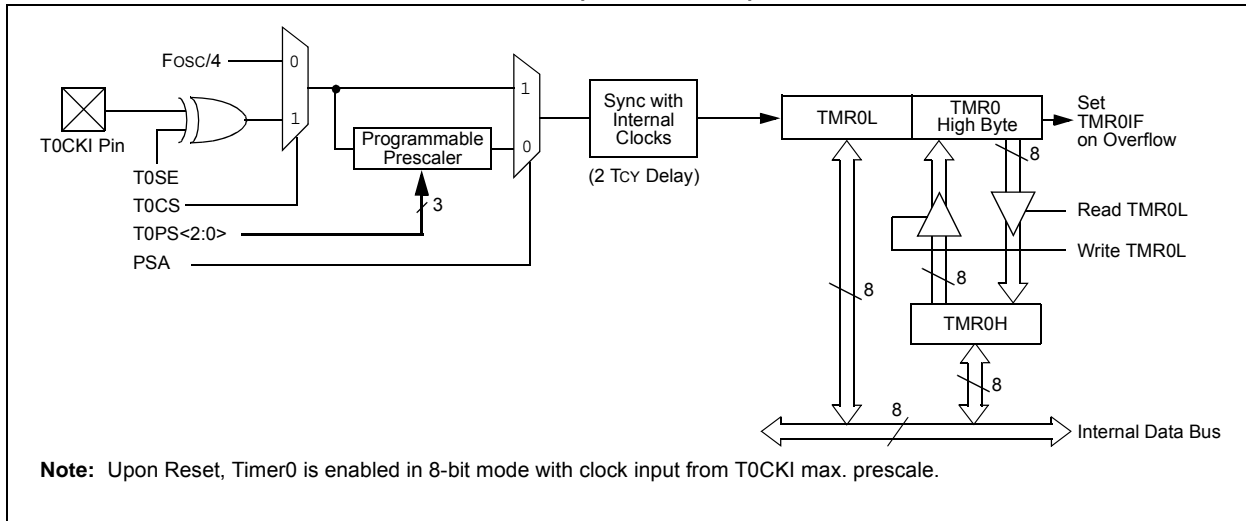 FOSC/4
0
1
T0CKI Pin
T0SE
T0CS
T0PS<2:0>
PSA
Programmable
Prescaler
3
1
0
Sync with
Internal
Clocks
(2 TCY Delay)
TMR0L
TMR0
High Byte
Set
TMR0IF
on Overflow
8
Read TMR0L
Write TMR0L
8
8
TMR0H
8
8
Internal Data Bus
Note: Upon Reset, Timer0 is enabled in 8-bit mode with clock input from T0CKI max. prescale.